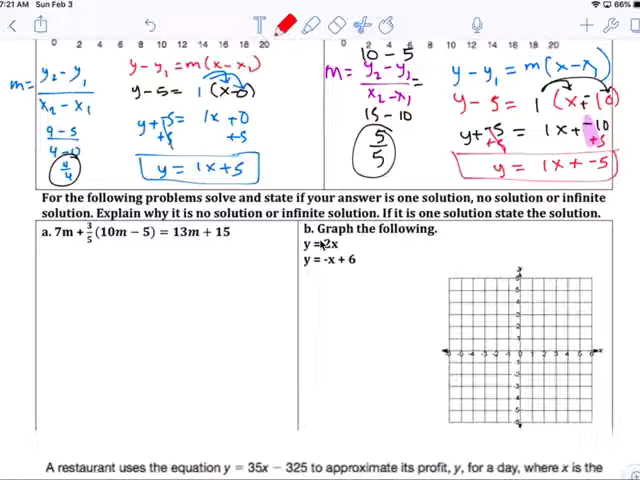 7:21 AM Sun Feb 3
66%
0 2 4 6 8 10 12 14 16 18 20
0 2 4 6 8 10 12 14 16 18 20
m = y₂ - y₁ / x₂ - x₁
y - y₁ = m (x - x₁)
y - 5 = 1 (x - 0)
9 - 5
y + -5 = 1x + 0
+5 +5
4/4
y = 1x + 5
10 - 5
m = y₂ - y₁ / x₂ - x₁ =
15 - 10
5/5
y - y₁ = m (x - x₁)
y - 5 = 1 (x - 10)
y + -5 = 1x + -10
+5 +5
y = 1x + -5
For the following problems solve and state if your answer is one solution, no solution or infinite
solution. Explain why it is no solution or infinite solution. If it is one solution state the solution.
a. 7m + 3/5 (10m − 5) = 13m + 15
b. Graph the following.
y = 2x
y = -x + 6
A restaurant uses the equation y = 35x − 325 to approximate its profit, y, for a day, where x is the